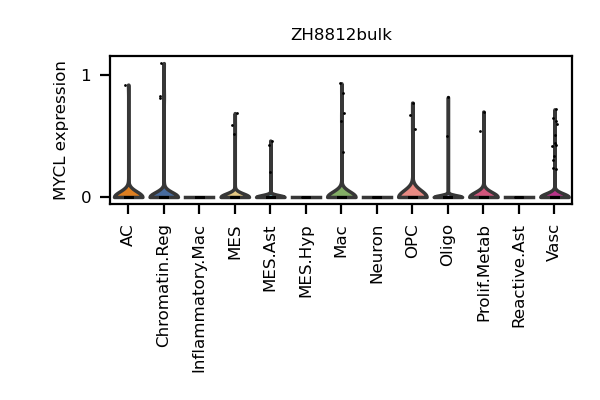 ZH8812bulk
MYCL expression
1
0
AC
Chromatin.Reg
Inflammatory.Mac
MES
MES.Ast
MES.Hyp
Mac
Neuron
OPC
Oligo
Prolif.Metab
Reactive.Ast
Vasc